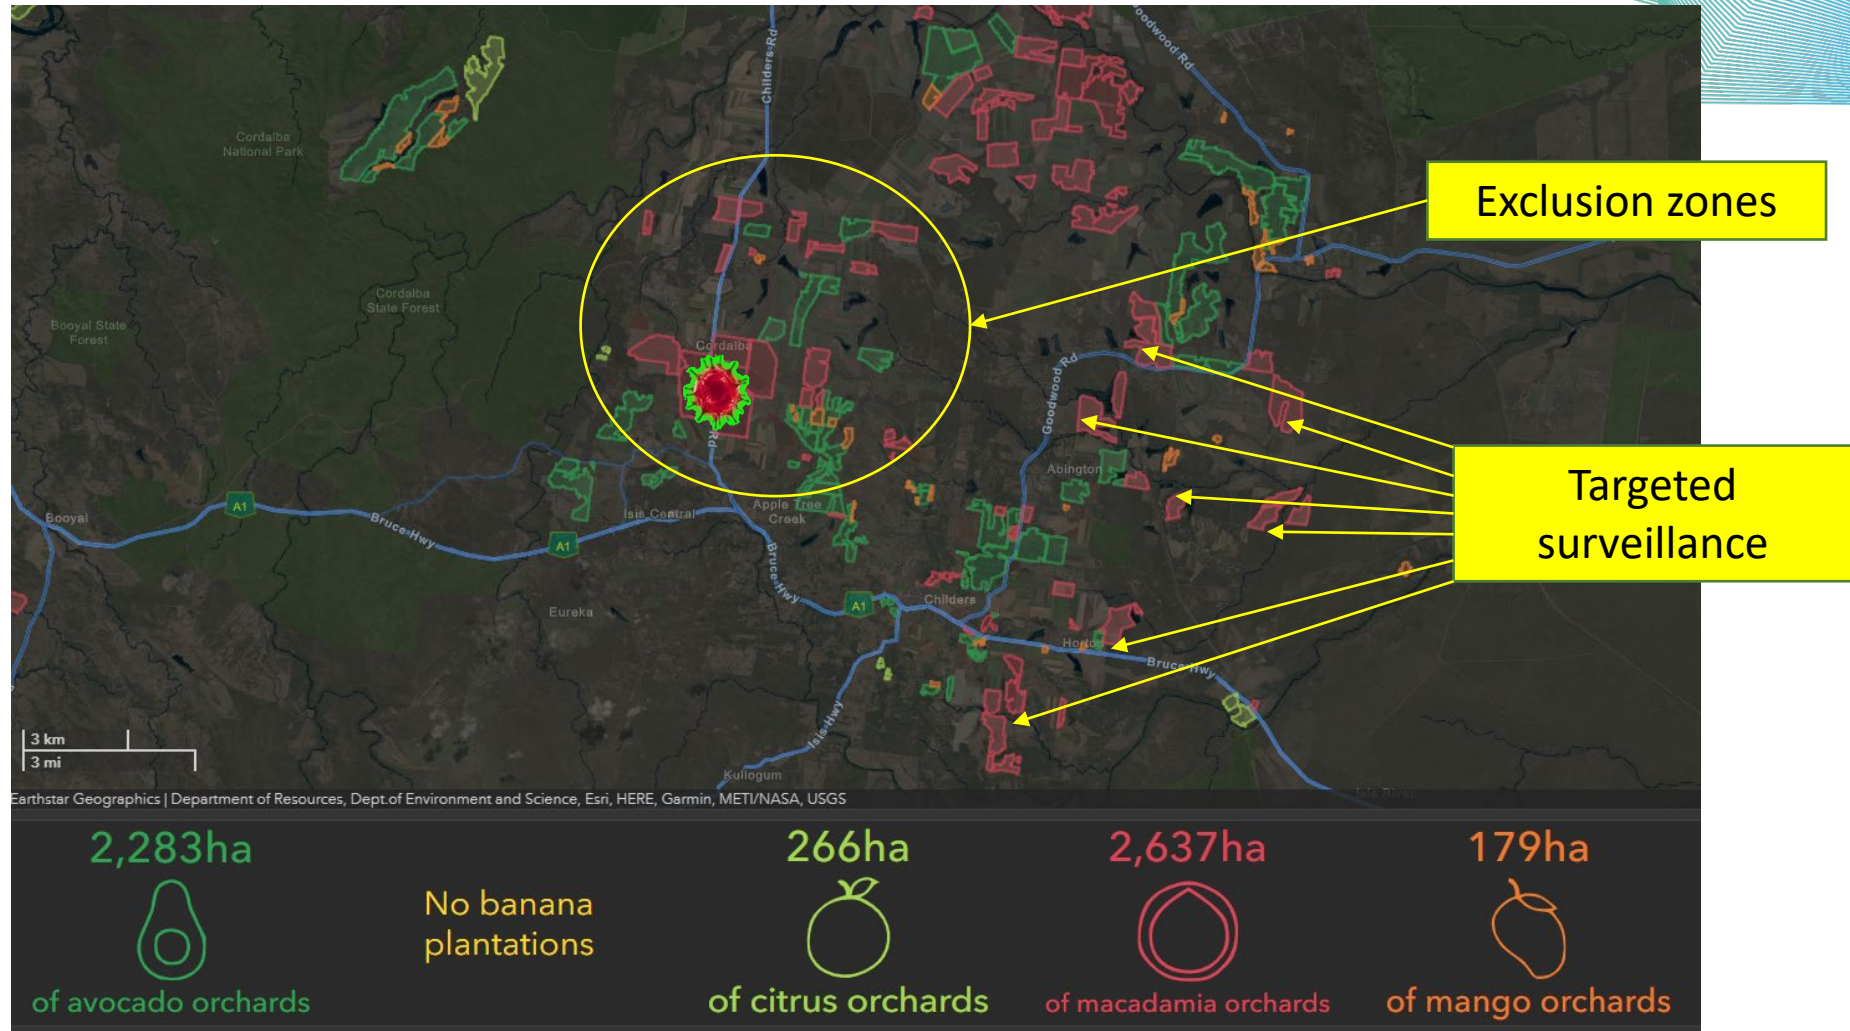 Childers Rd
Goodwood Rd
Cordalba
National Park
Exclusion zones
Cordalba
State Forest
Booyal State
Forest
Cordalba
Goodwood Rd
Rd
Abington
Targeted
surveillance
A1
Booyal
Bruce Hwy
Isis Central
Apple Tree
Creek
A1
Bruce Hwy
A1
Childers
Eureka
Horton
Bruce Hwy
Isis Hwy
3 km
3 mi
Kullogum
Isis River
Earthstar Geographics | Department of Resources, Dept.of Environment and Science, Esri, HERE, Garmin, METI/NASA, USGS
2,283ha
of avocado orchards
No banana
plantations
266ha
of citrus orchards
2,637ha
of macadamia orchards
179ha
of mango orchards